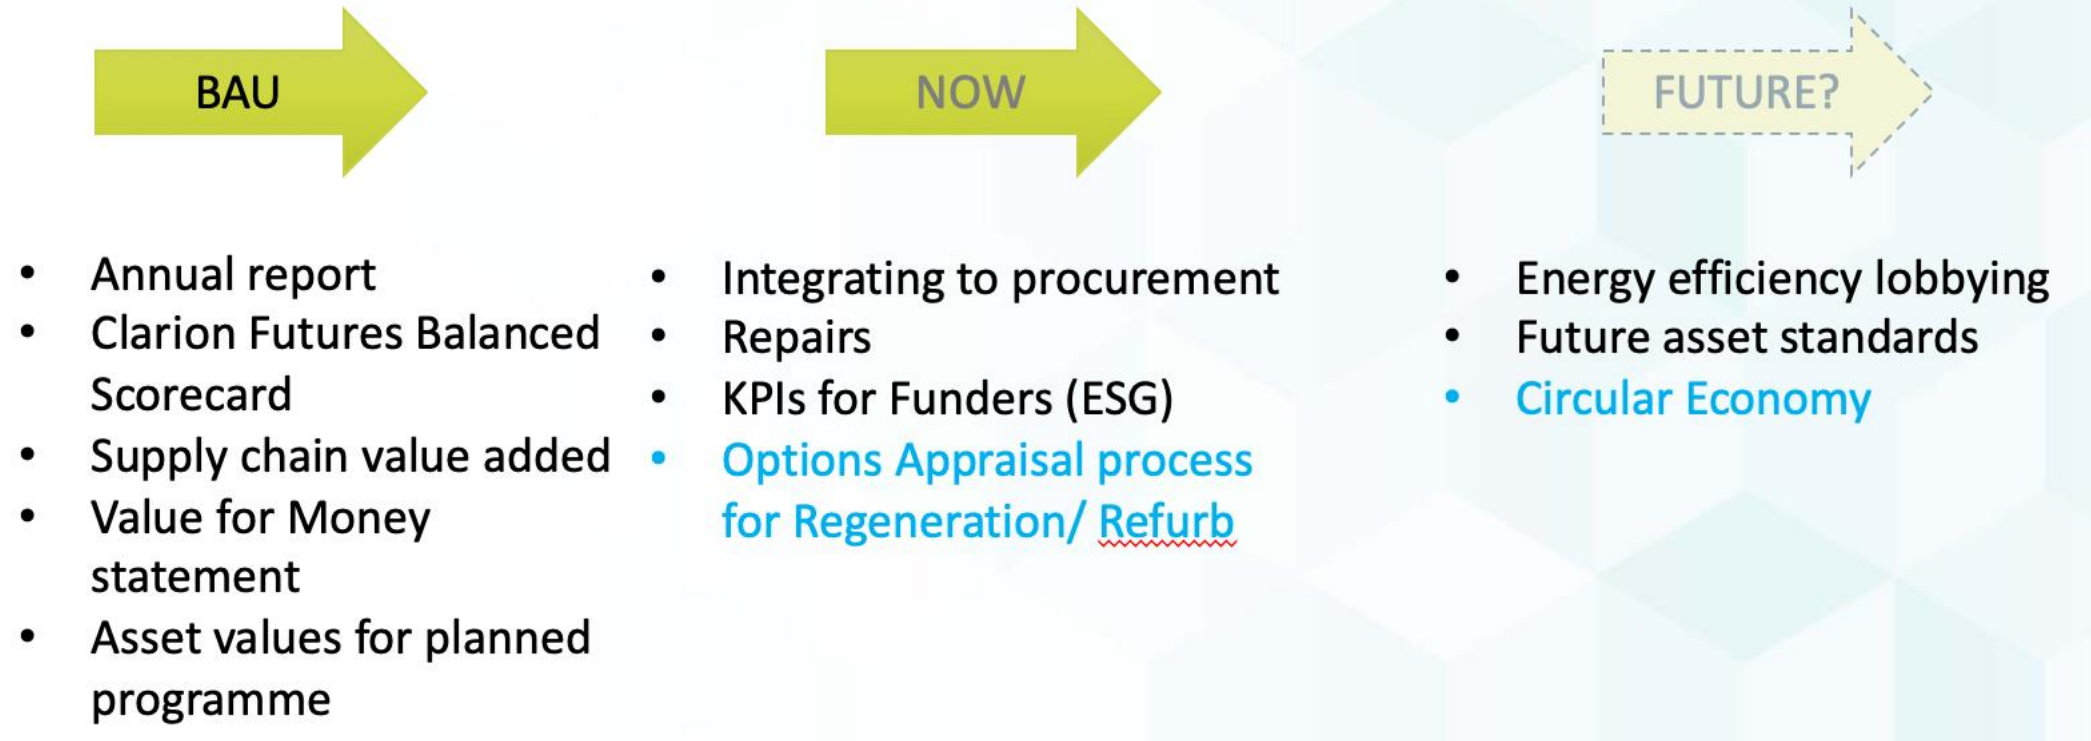 BAU
• Annual report
• Clarion Futures Balanced
Scorecard
• Supply chain value added
• Value for Money
statement
• Asset values for planned
programme
NOW
• Integrating to procurement
• Repairs
• KPIs for Funders (ESG)
• Options Appraisal process
for Regeneration/ Refurb
FUTURE?
• Energy efficiency lobbying
• Future asset standards
• Circular Economy